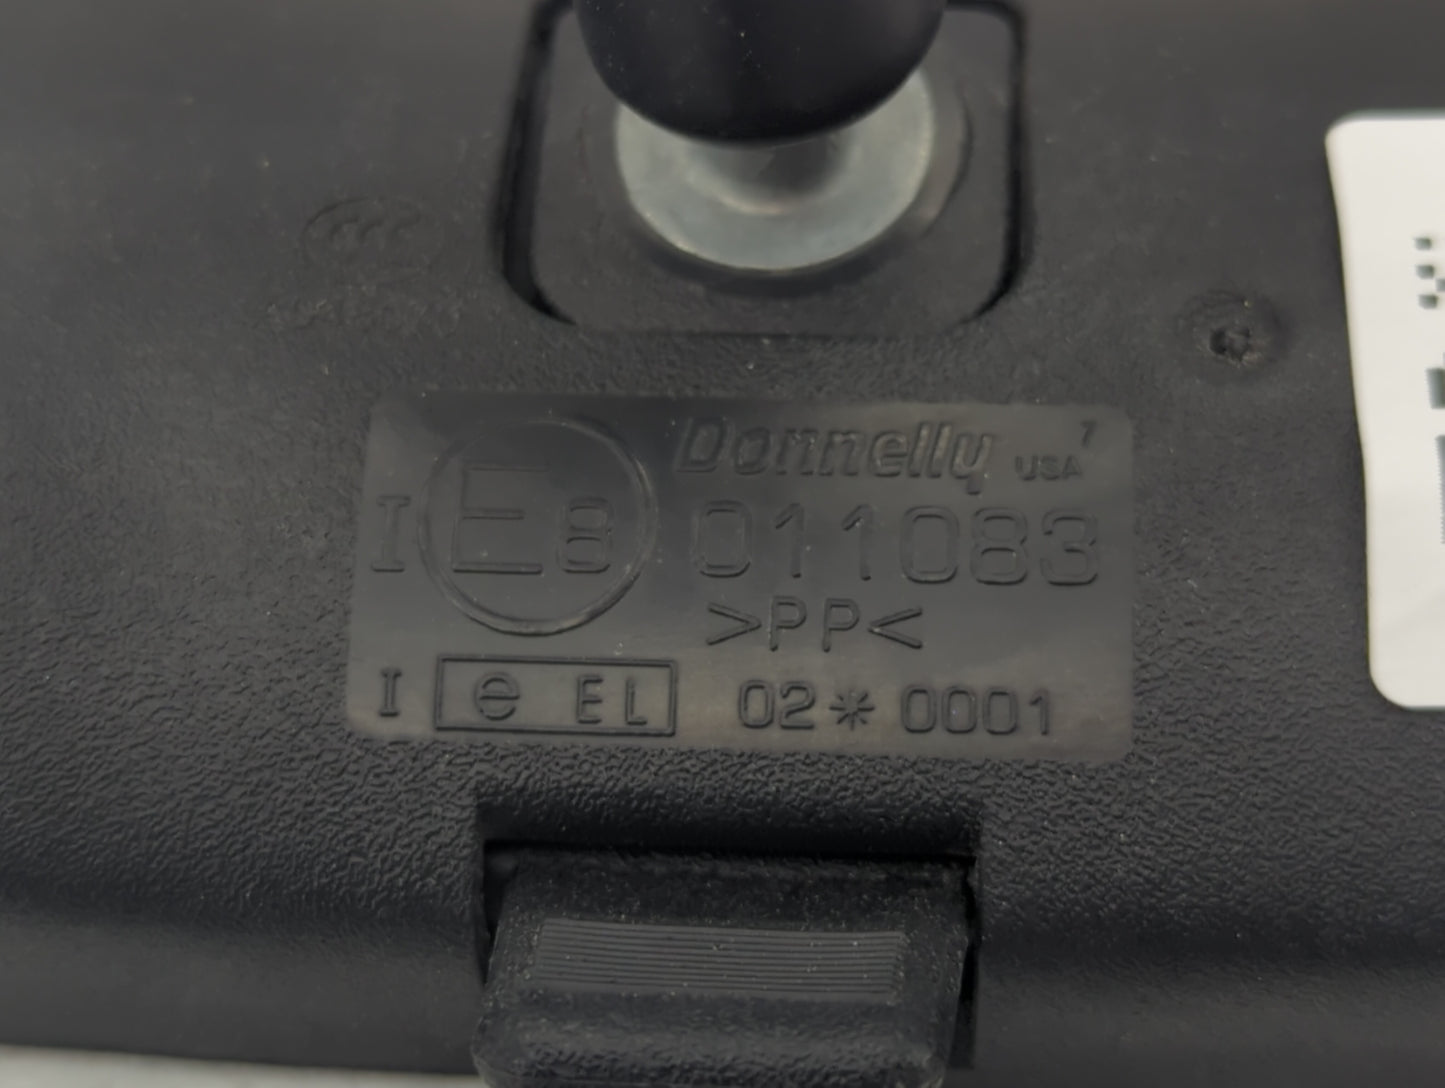 Donnelly USA 7
I E8 011083
>PP<
I e EL 02*0001